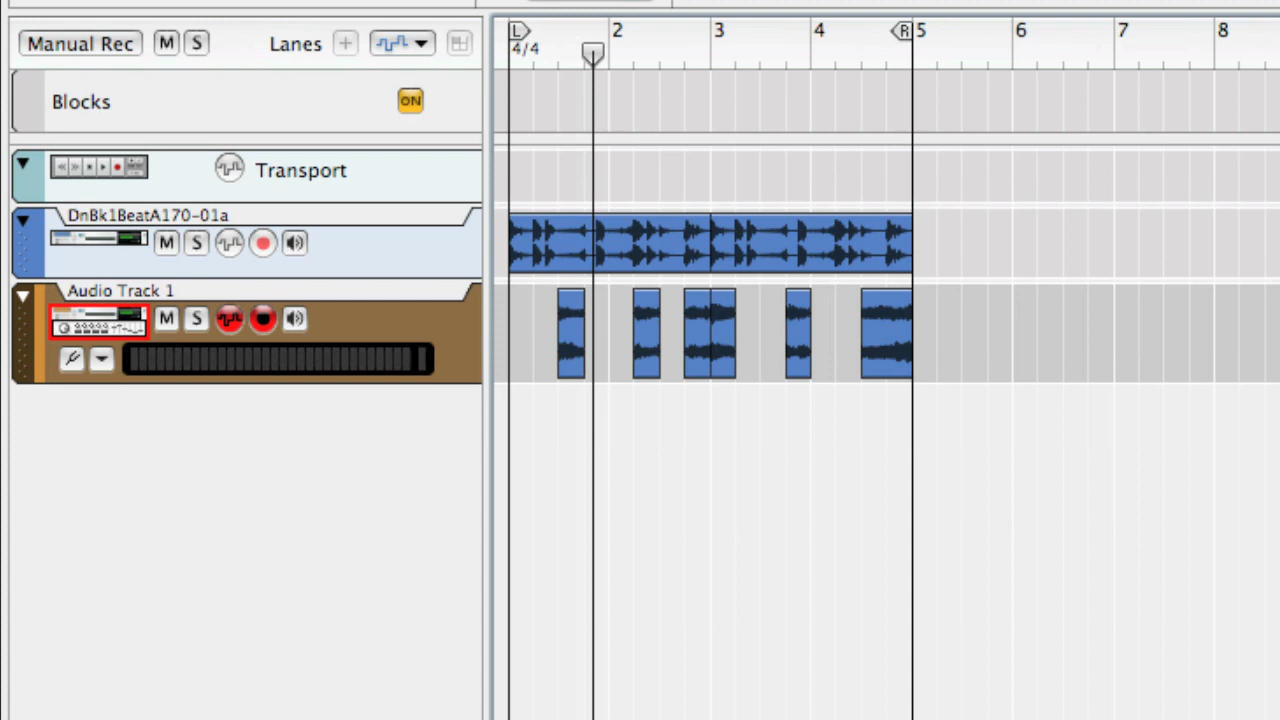 Manual Rec M S Lanes +
L 2 3 4 R 5 6 7 8
4/4
Blocks ON
Transport
DnBk1BeatA170-01a
M S
Audio Track 1
M S